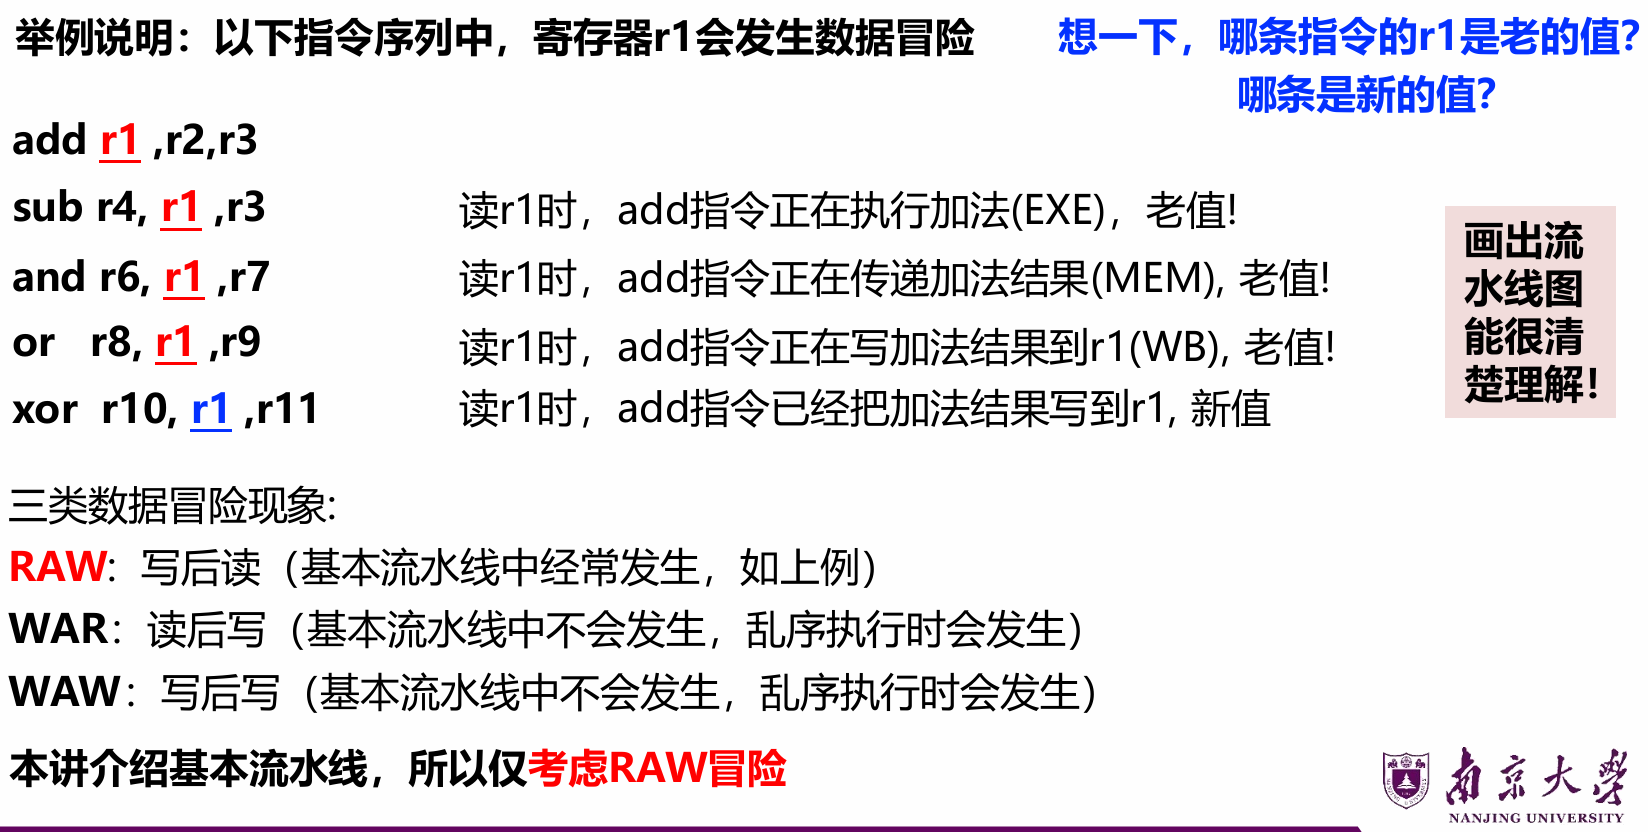 举例说明：以下指令序列中，寄存器r1会发生数据冒险
想一下，哪条指令的r1是老的值？
哪条是新的值？
add r1 ,r2,r3
sub r4, r1 ,r3 读r1时，add指令正在执行加法(EXE)，老值!
and r6, r1 ,r7 读r1时，add指令正在传递加法结果(MEM), 老值!
or r8, r1 ,r9 读r1时，add指令正在写加法结果到r1(WB), 老值!
xor r10, r1 ,r11 读r1时，add指令已经把加法结果写到r1, 新值
画出流
水线图
能很清
楚理解！
三类数据冒险现象:
RAW：写后读（基本流水线中经常发生，如上例）
WAR：读后写（基本流水线中不会发生，乱序执行时会发生）
WAW：写后写（基本流水线中不会发生，乱序执行时会发生）
本讲介绍基本流水线，所以仅考虑RAW冒险
南京大学
NANJING UNIVERSITY